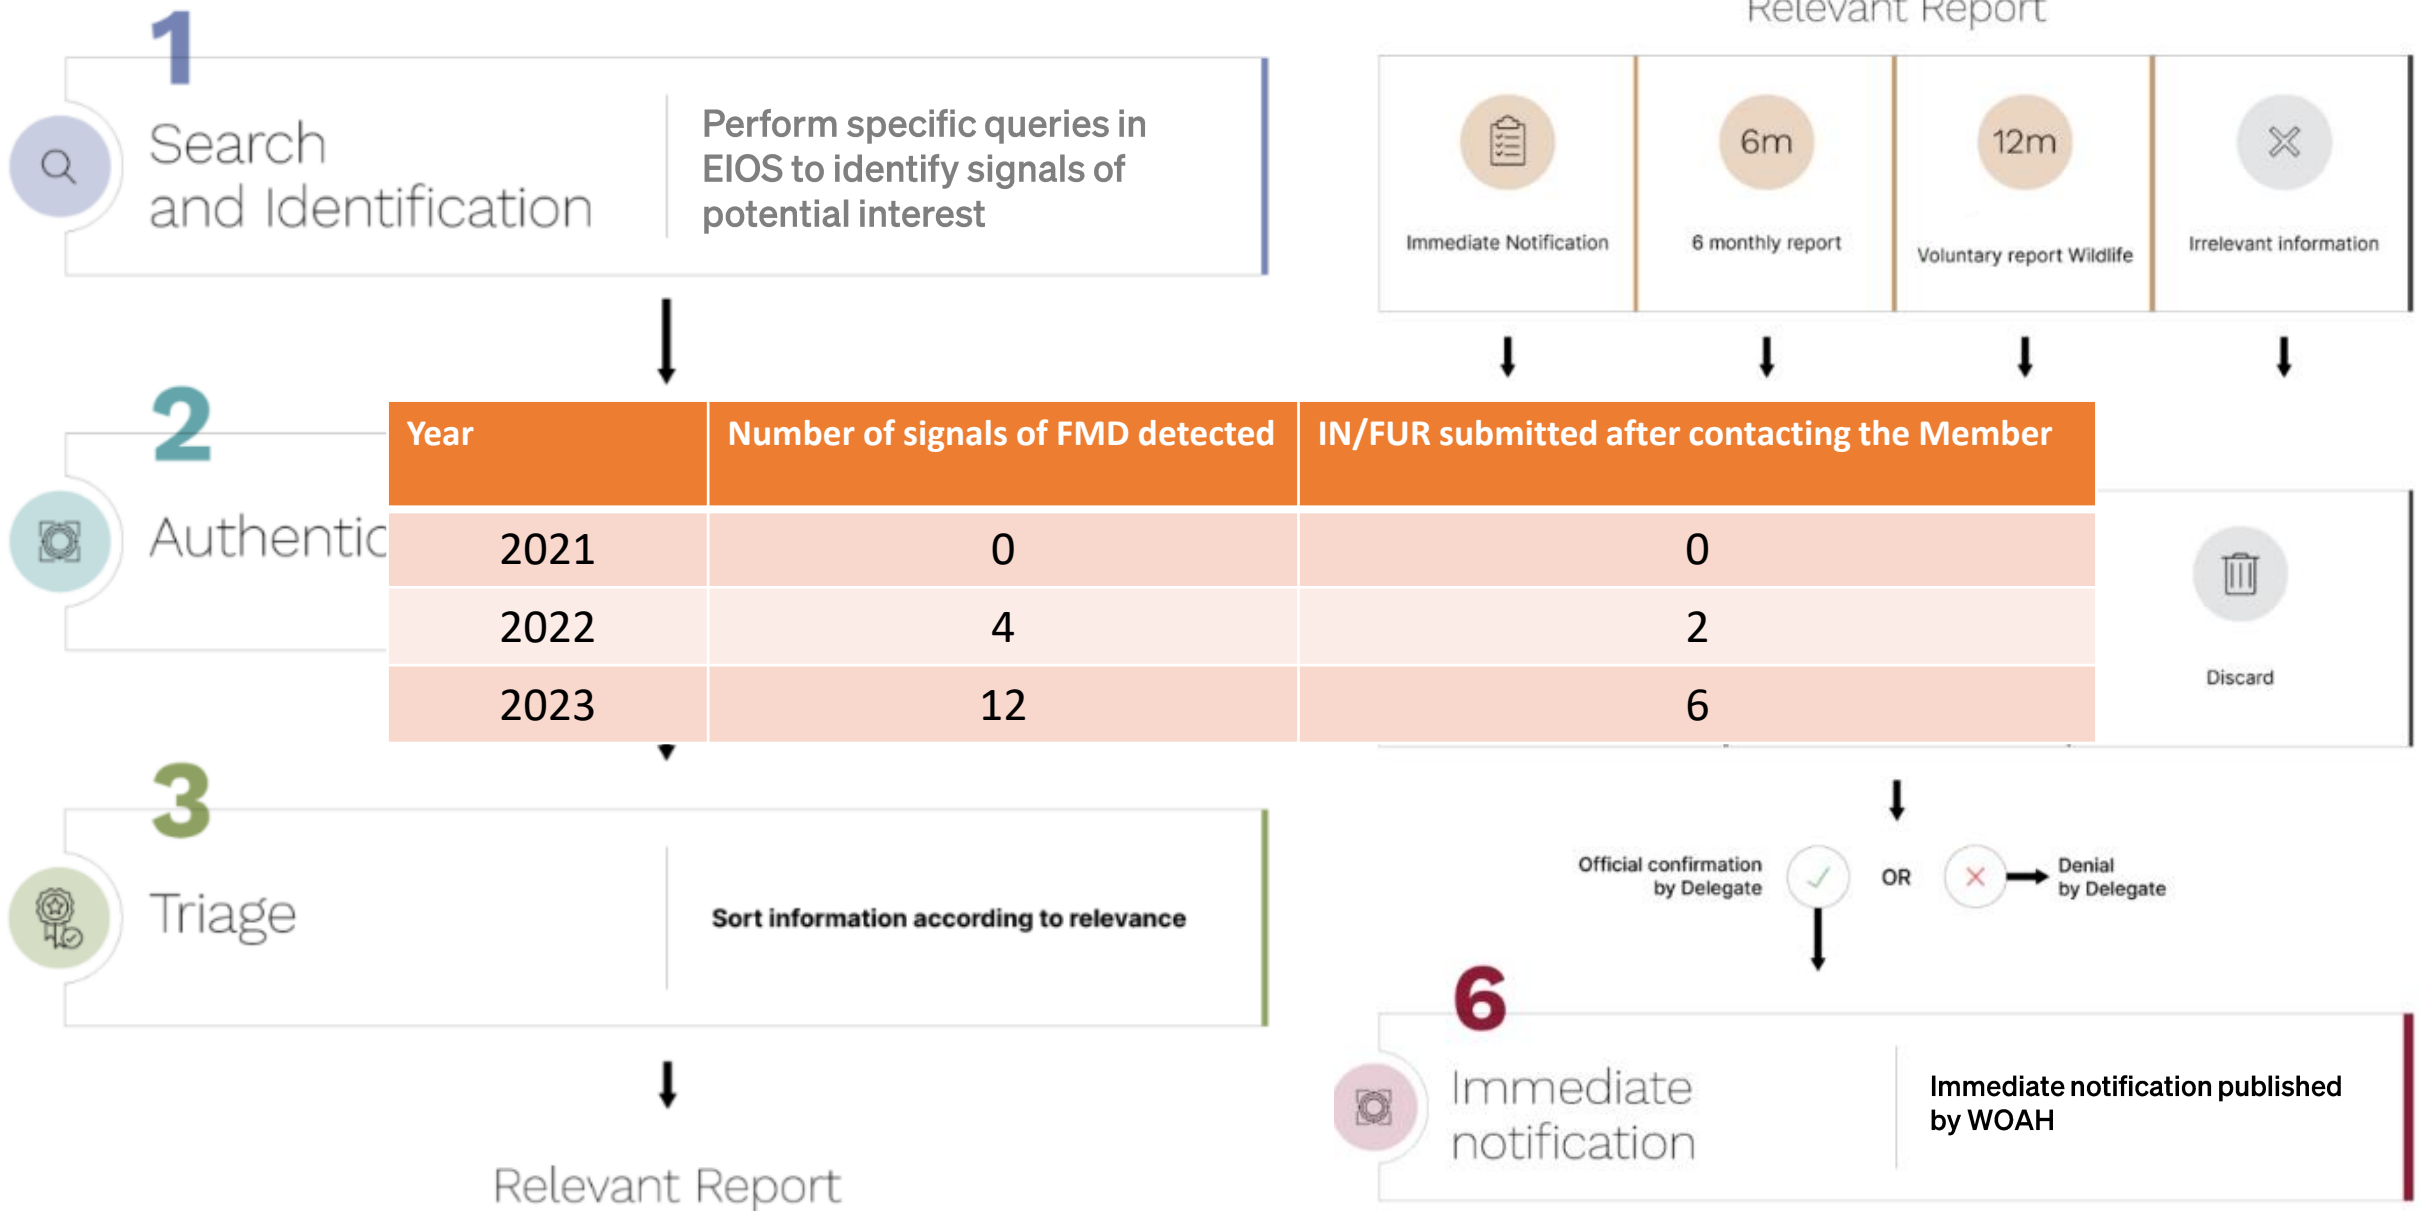 1
Search
and Identification
Perform specific queries in
EIOS to identify signals of
potential interest
2
3
Triage
Sort information according to relevance
Relevant Report
Relevant Report
Immediate Notification
6m
6 monthly report
12m
Voluntary report Wildlife
Irrelevant information
Year
Number of signals of FMD detected
IN/FUR submitted after contacting the Member
2021
0
0
2022
4
2
2023
12
6
Discard
Official confirmation
by Delegate
OR
Denial
by Delegate
6
Immediate
notification
Immediate notification published
by WOAH